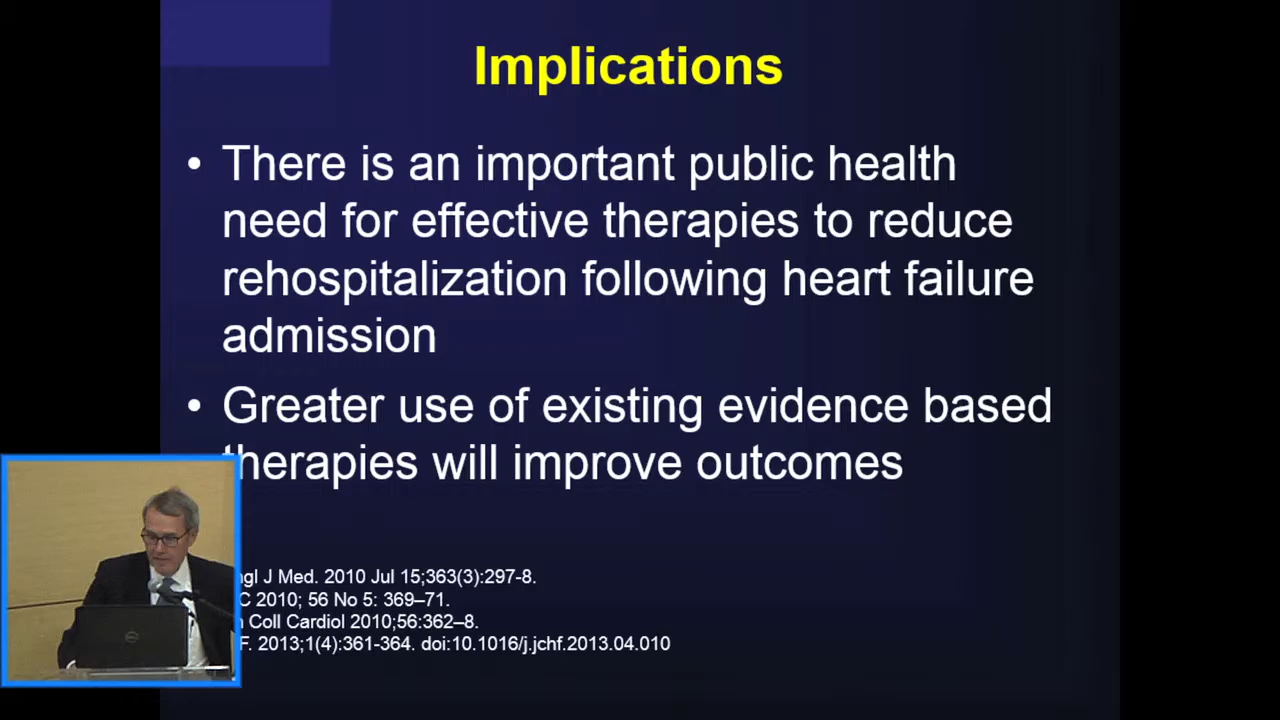 Implications
• There is an important public health
need for effective therapies to reduce
rehospitalization following heart failure
admission
• Greater use of existing evidence based
therapies will improve outcomes
ngl J Med. 2010 Jul 15;363(3):297-8.
C 2010; 56 No 5: 369–71.
Coll Cardiol 2010;56:362–8.
F. 2013;1(4):361-364. doi:10.1016/j.jchf.2013.04.010